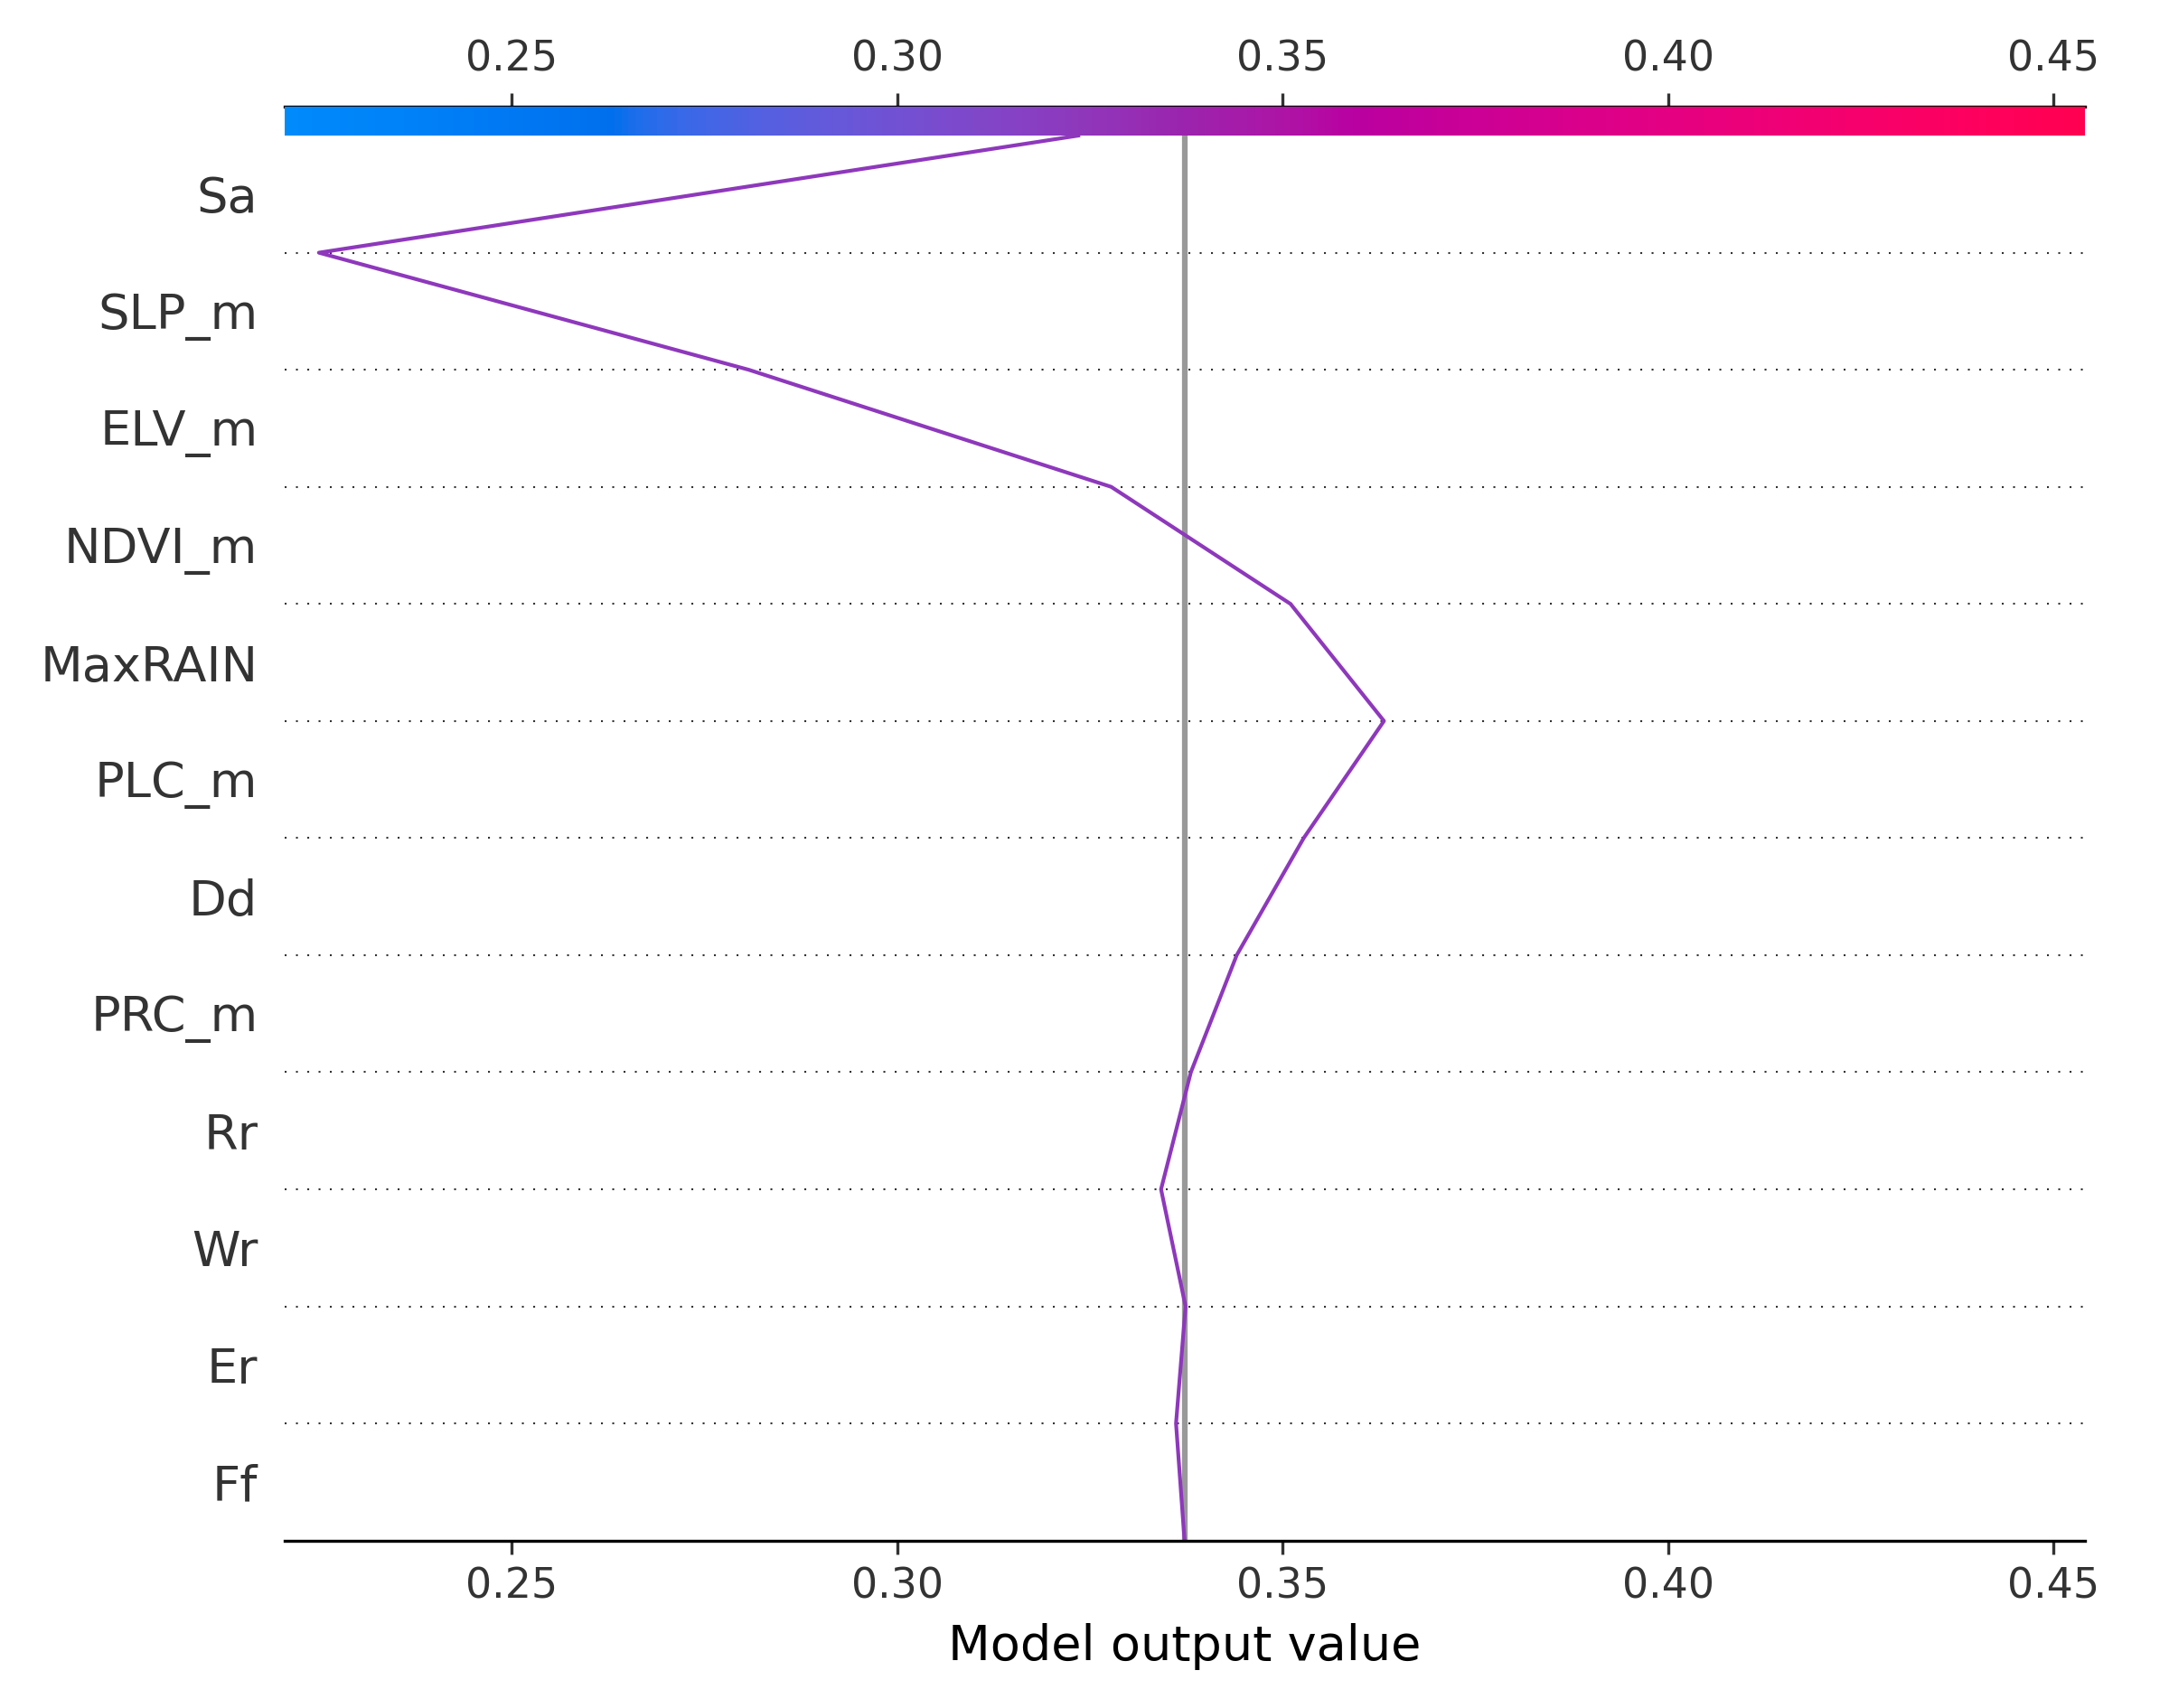 0.25 0.30 0.35 0.40 0.45
Sa
SLP_m
ELV_m
NDVI_m
MaxRAIN
PLC_m
Dd
PRC_m
Rr
Wr
Er
Ff
0.25 0.30 0.35 0.40 0.45
Model output value